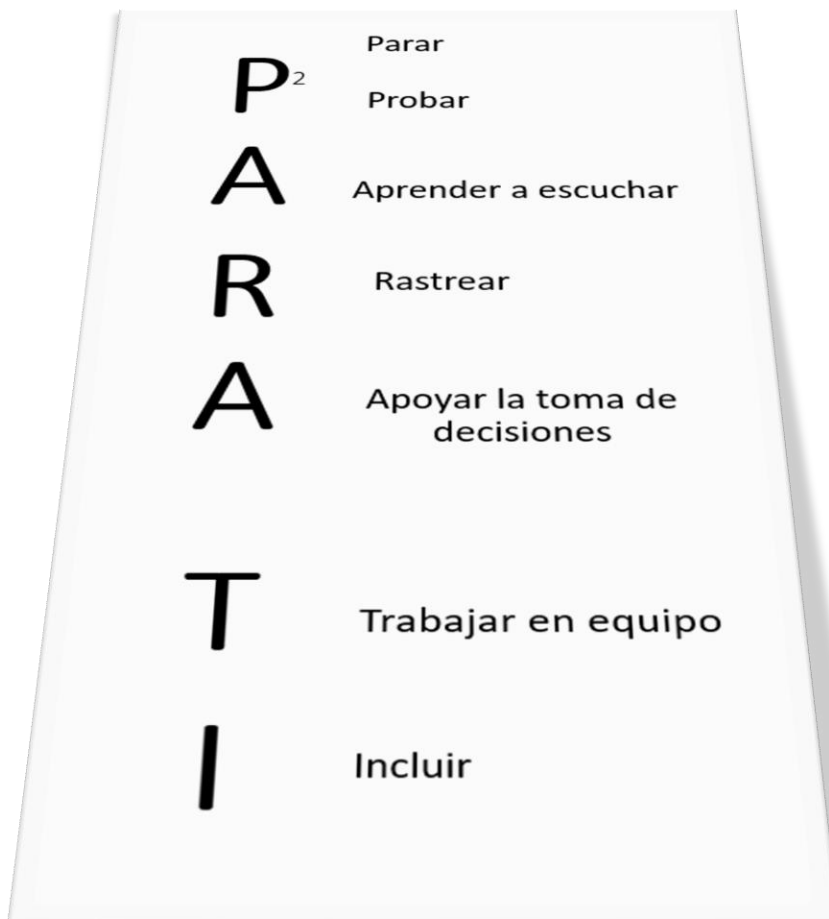 Parar
P²
Probar
A
Aprender a escuchar
R
Rastrear
A
Apoyar la toma de
decisiones
T
Trabajar en equipo
I
Incluir